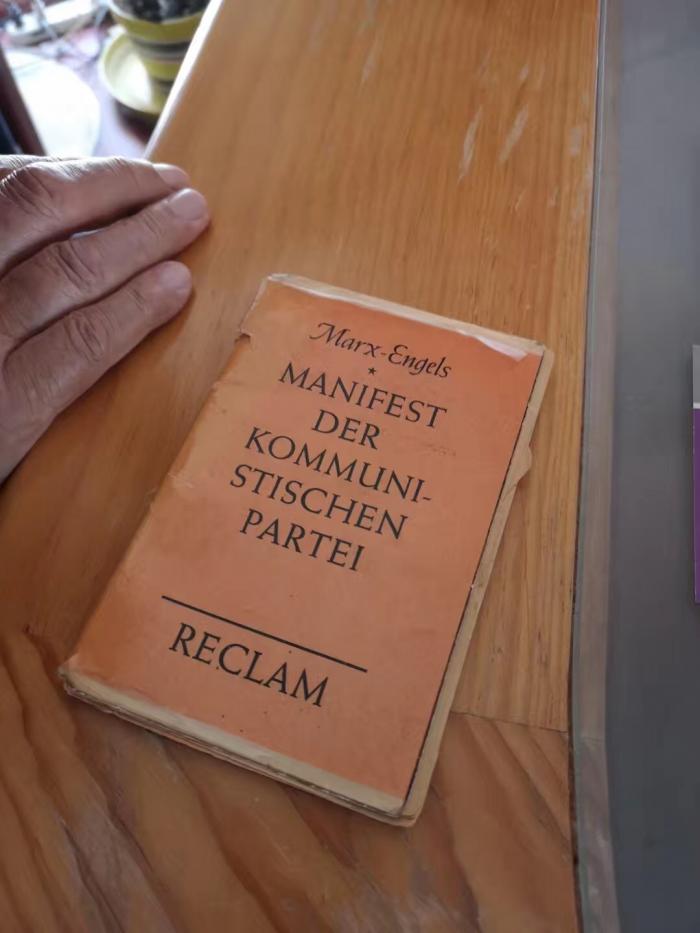 Marx-Engels
*
MANIFEST
DER
KOMMUNI-
STISCHEN
PARTEI
RECLAM